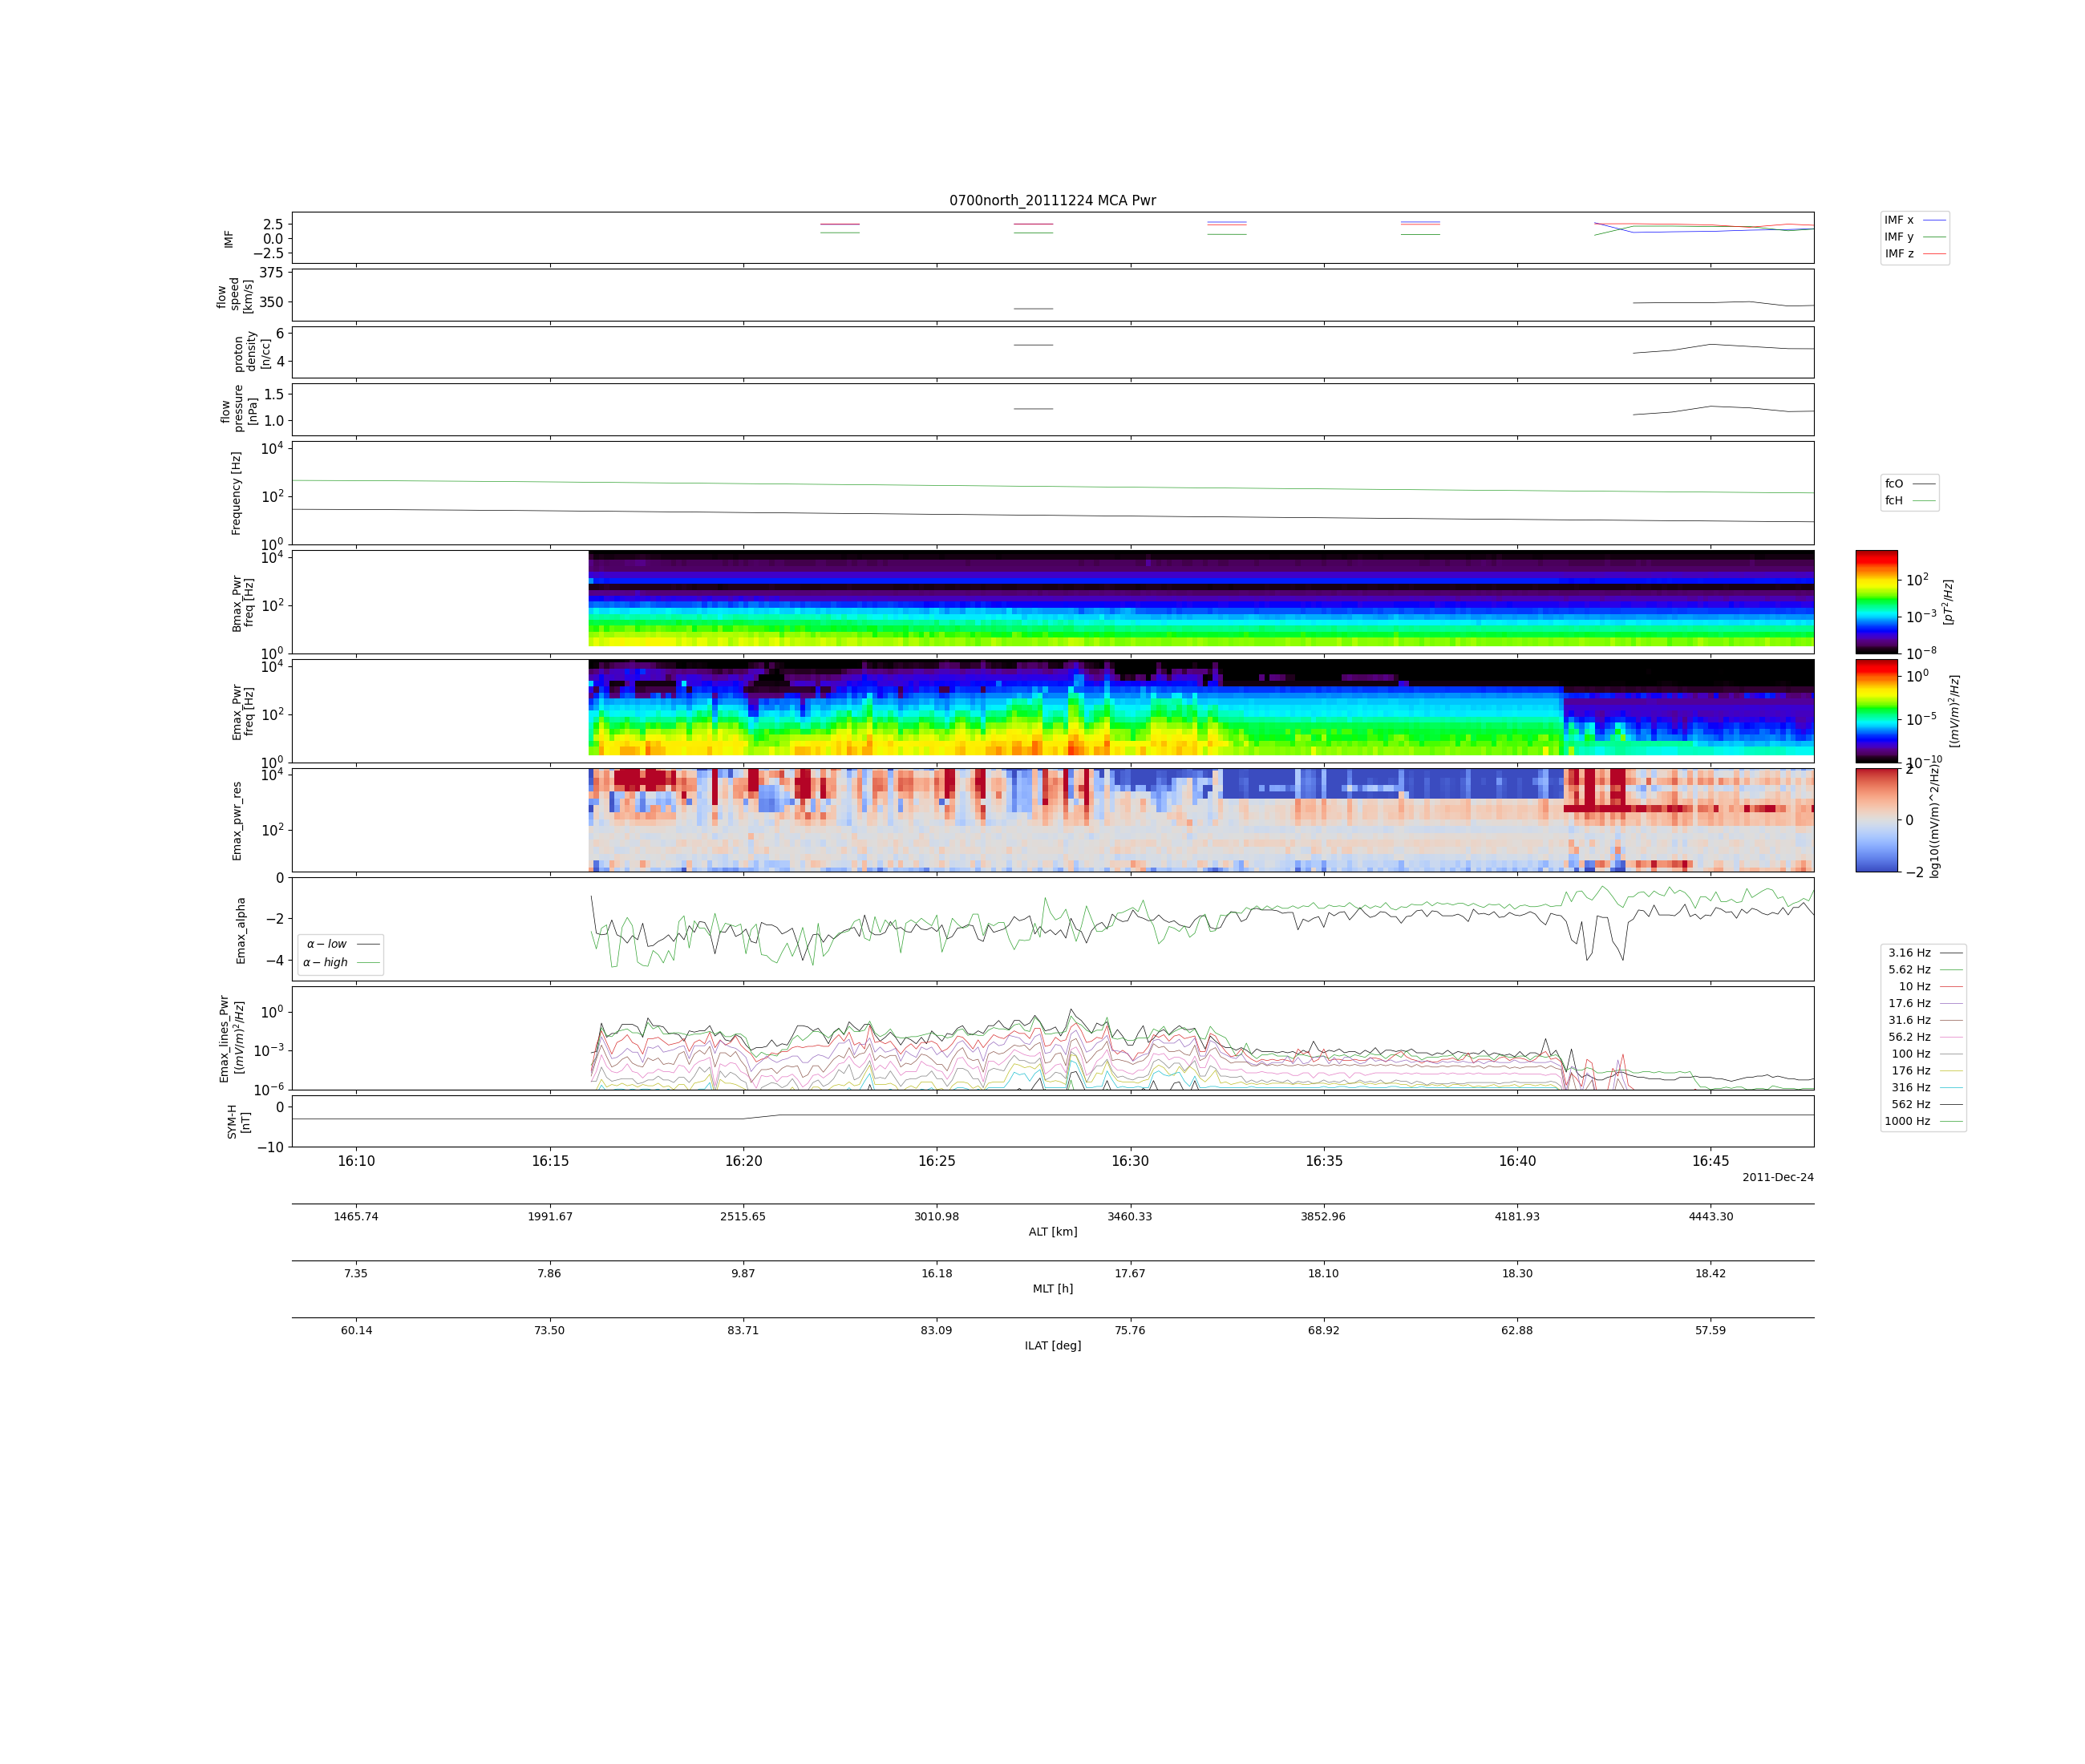 0700north_20111224 MCA Pwr
IMF
2.5
0.0
−2.5
IMF x
IMF y
IMF z
flow
speed
[km/s]
375
350
proton
density
[n/cc]
6
4
flow
pressure
[nPa]
1.5
1.0
Frequency [Hz]
10^4
10^2
10^0
fcO
fcH
Bmax_Pwr
freq [Hz]
10^4
10^2
10^0
10^2
10^−3
10^−8
[pT^2/Hz]
Emax_Pwr
freq [Hz]
10^4
10^2
10^0
10^0
10^−5
10^−10
[(mV/m)^2/Hz]
Emax_pwr_res
10^4
10^2
2
0
−2
log10(((mV/m)^2/Hz)
Emax_alpha
0
−2
−4
α − low
α − high
Emax_lines_Pwr
[(mV/m)^2/Hz]
10^0
10^−3
10^−6
3.16 Hz
5.62 Hz
10 Hz
17.6 Hz
31.6 Hz
56.2 Hz
100 Hz
176 Hz
316 Hz
562 Hz
1000 Hz
SYM-H
[nT]
0
−10
16:10 16:15 16:20 16:25 16:30 16:35 16:40 16:45
2011-Dec-24
1465.74 1991.67 2515.65 3010.98 3460.33 3852.96 4181.93 4443.30
ALT [km]
7.35 7.86 9.87 16.18 17.67 18.10 18.30 18.42
MLT [h]
60.14 73.50 83.71 83.09 75.76 68.92 62.88 57.59
ILAT [deg]